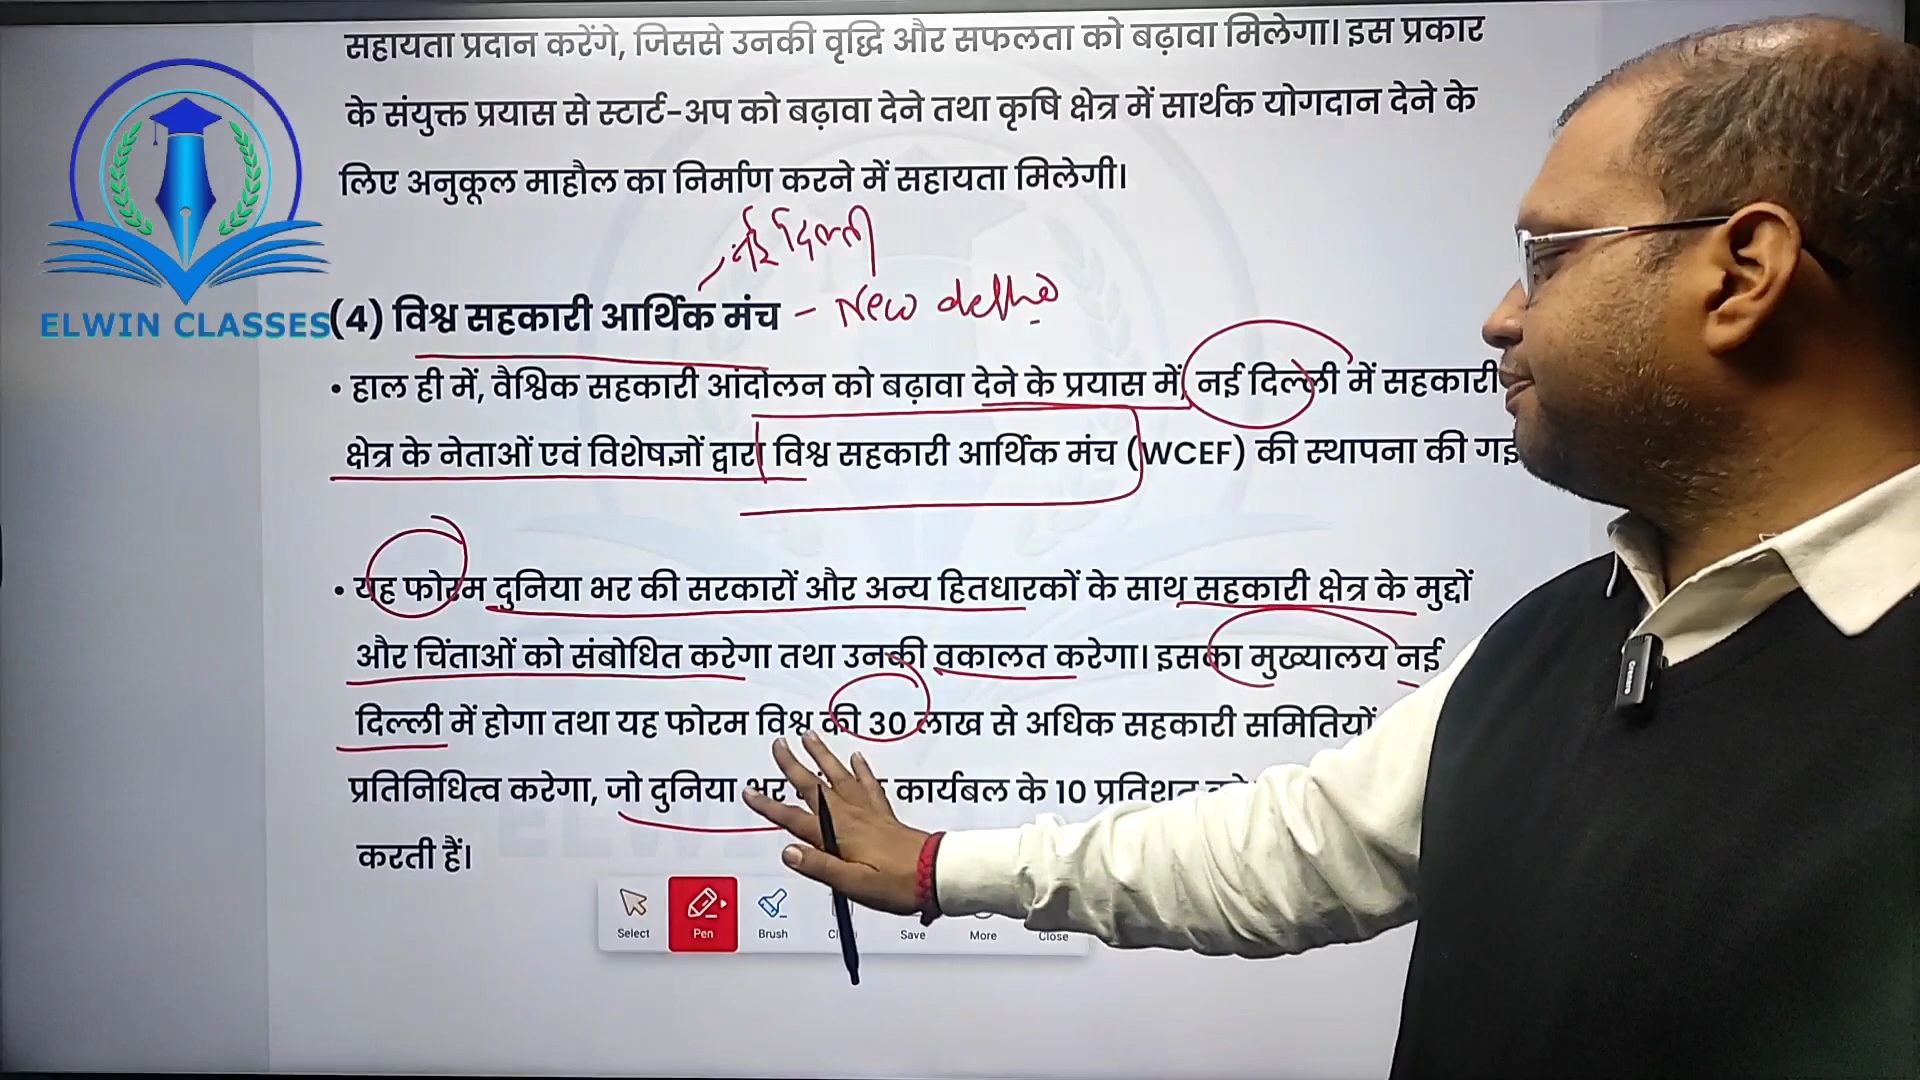 सहायता प्रदान करेंगे, जिससे उनकी वृद्धि और सफलता को बढ़ावा मिलेगा। इस प्रकार
के संयुक्त प्रयास से स्टार्ट-अप को बढ़ावा देने तथा कृषि क्षेत्र में सार्थक योगदान देने के
लिए अनुकूल माहौल का निर्माण करने में सहायता मिलेगी।
नई दिल्ली
ELWIN CLASSES
(4) विश्व सहकारी आर्थिक मंच - New delhi
• हाल ही में, वैश्विक सहकारी आंदोलन को बढ़ावा देने के प्रयास में, नई दिल्ली में सहकारी
क्षेत्र के नेताओं एवं विशेषज्ञों द्वारा विश्व सहकारी आर्थिक मंच (WCEF) की स्थापना की गई
• यह फोरम दुनिया भर की सरकारों और अन्य हितधारकों के साथ सहकारी क्षेत्र के मुद्दों
और चिंताओं को संबोधित करेगा तथा उनकी वकालत करेगा। इसका मुख्यालय नई
दिल्ली में होगा तथा यह फोरम विश्व की 30 लाख से अधिक सहकारी समितियों
प्रतिनिधित्व करेगा, जो दुनिया भर कार्यबल के 10 प्रतिशत
करती हैं।
Select Pen Brush Save More Close